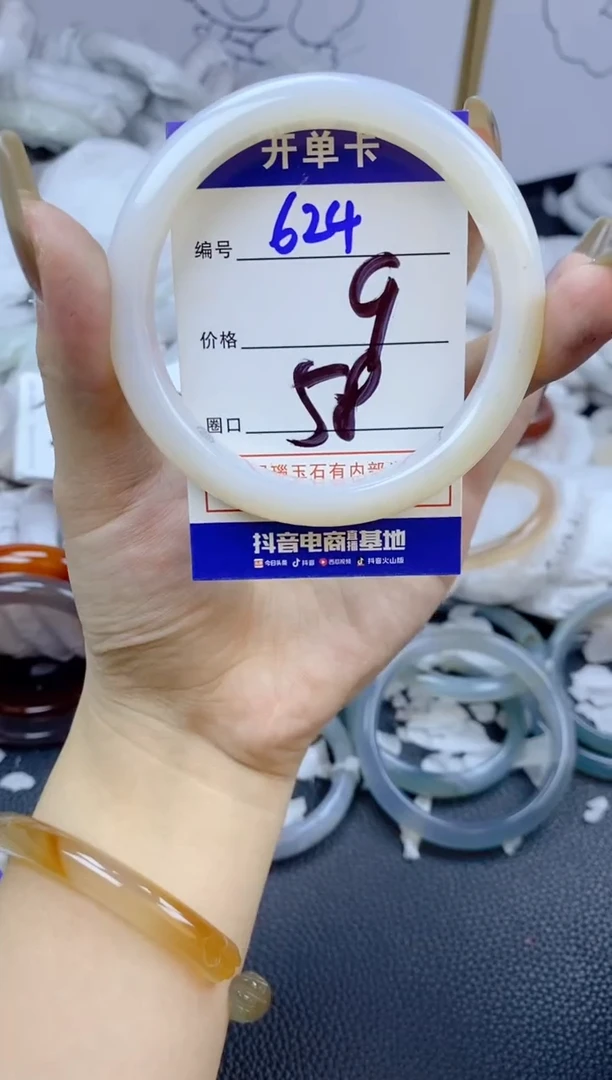 开单卡
编号 624
价格 9
圈口 58
玉石有内部
抖音电商直播基地
今日头条 抖音 西瓜视频 抖音火山版